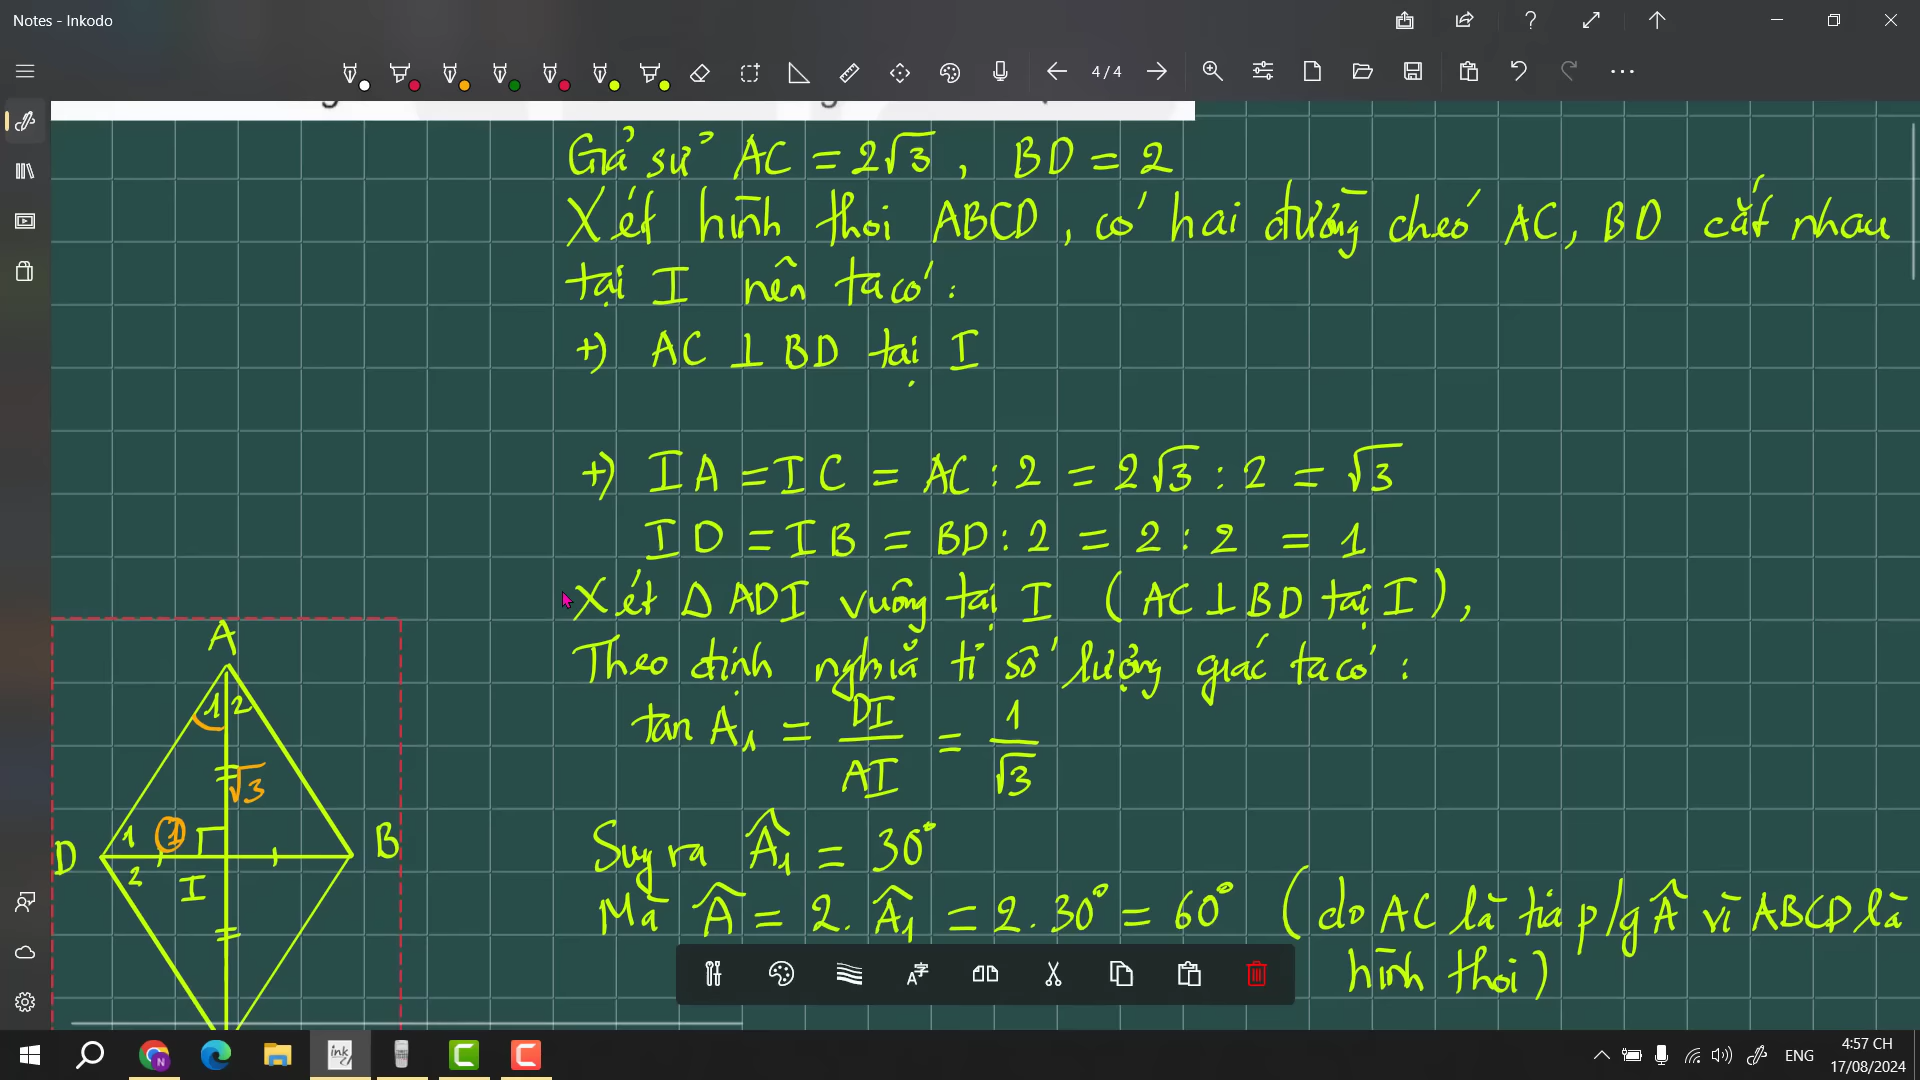 Notes - Inkodo
4 / 4
Giả sử AC = 2√3 , BD = 2
Xét hình thoi ABCD, có hai đường chéo AC, BD cắt nhau
tại I nên ta có :
+) AC ⊥ BD tại I
+) IA = IC = AC : 2 = 2√3 : 2 = √3
ID = IB = BD : 2 = 2 : 2 = 1
Xét Δ ADI vuông tại I ( AC ⊥ BD tại I ),
Theo định nghĩa tỉ số lượng giác ta có :
tan A₁ = DI/AI = 1/√3
Suy ra Â₁ = 30°
Mà Â = 2. Â₁ = 2 . 30° = 60° ( do AC là tia p/g Â vì ABCD là
hình thoi )
A
1 2
√3
1 1
D B
2 I
ENG
4:57 CH
17/08/2024